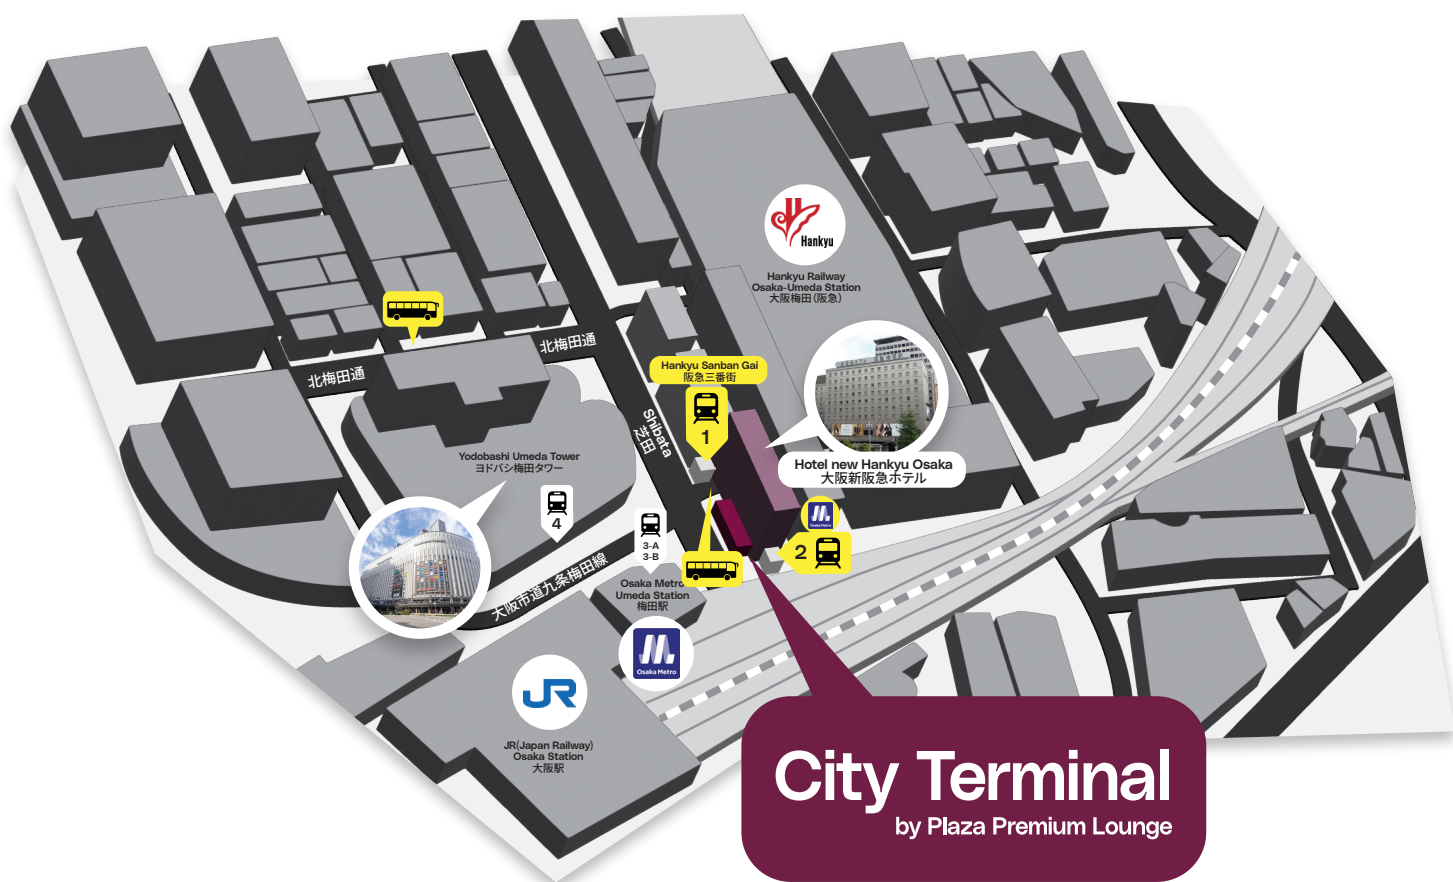 Hankyu
Hankyu Railway
Osaka-Umeda Station
大阪梅田(阪急)
北梅田通
北梅田通
Hankyu Sanban Gai
阪急三番街
1
Shibata
芝田
Hotel new Hankyu Osaka
大阪新阪急ホテル
Yodobashi Umeda Tower
ヨドバシ梅田タワー
4
3-A
3-B
Osaka Metro
2
大阪市道九条梅田線
Osaka Metro
Umeda Station
梅田駅
Osaka Metro
JR
JR(Japan Railway)
Osaka Station
大阪駅
City Terminal
by Plaza Premium Lounge